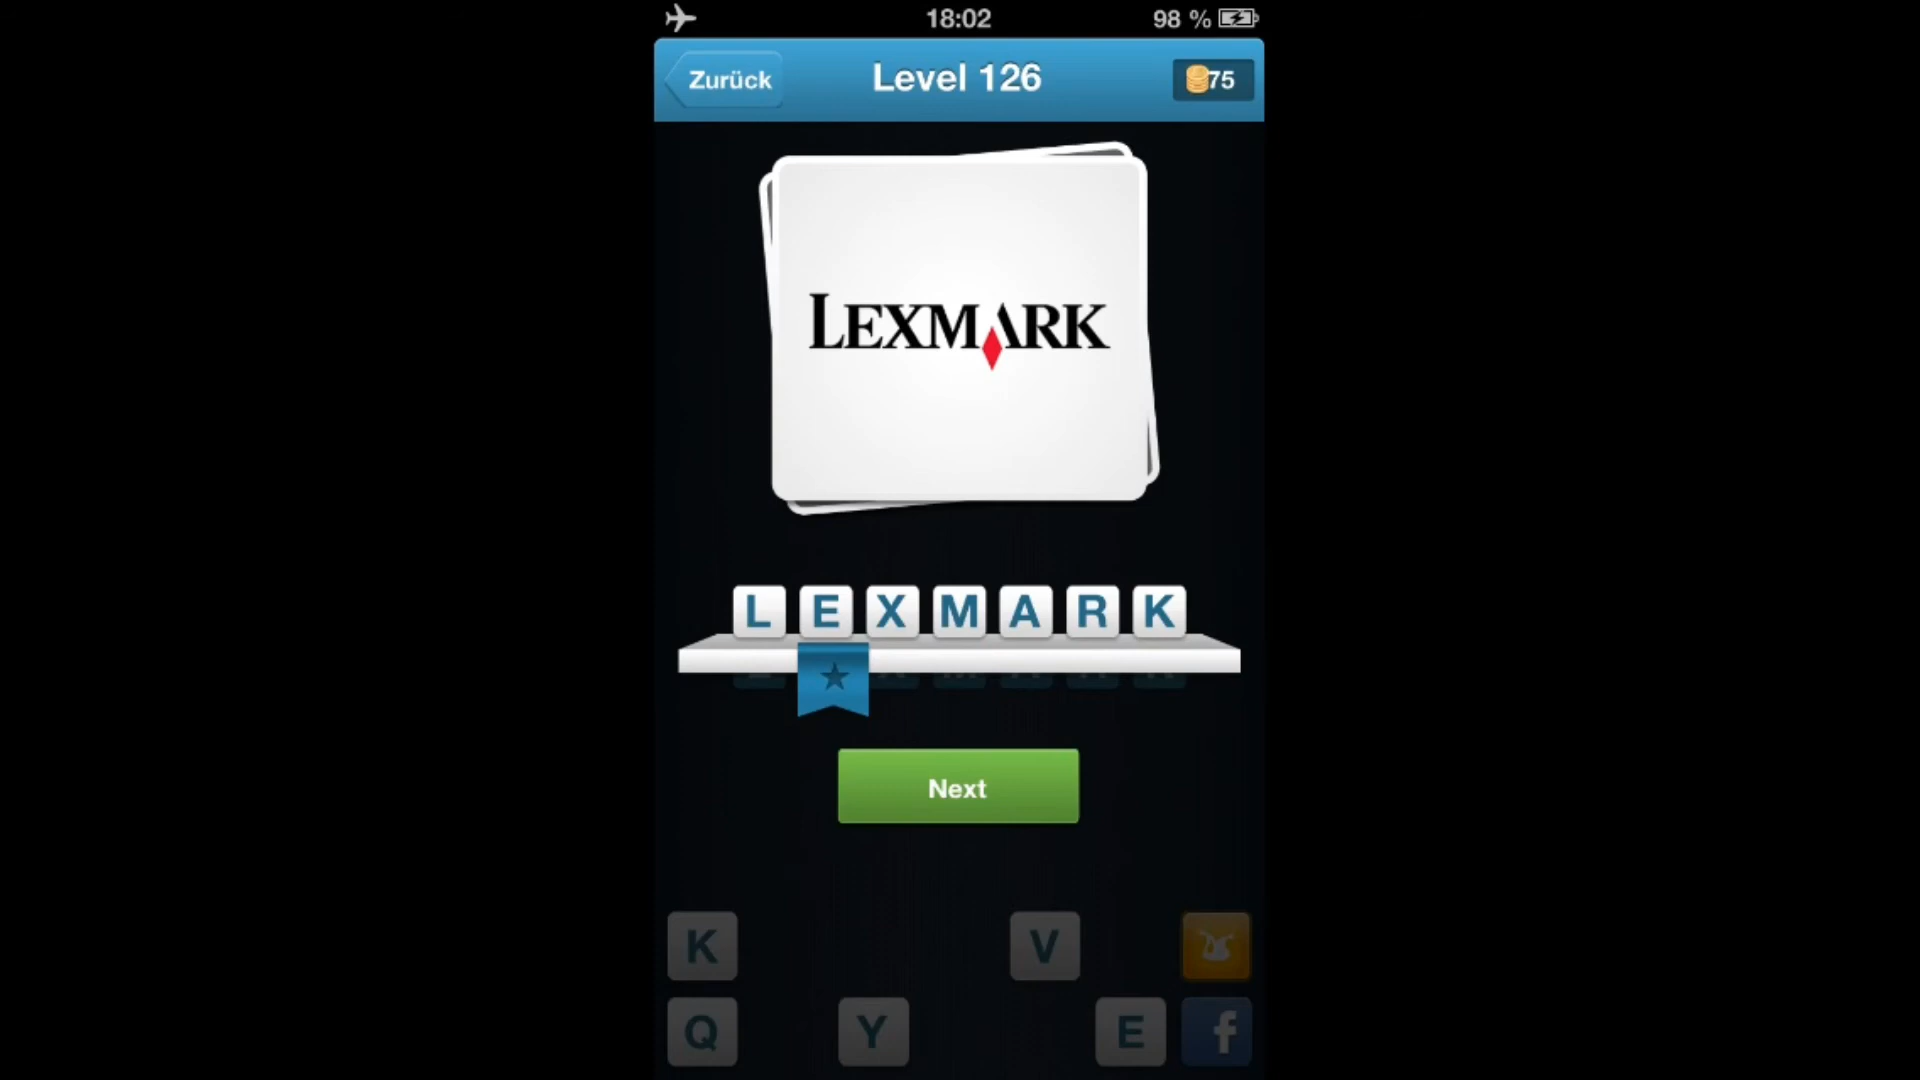 18:02
98 %
Zurück
Level 126
75
LEXMARK
L E X M A R K
Next
K V
Q Y E f